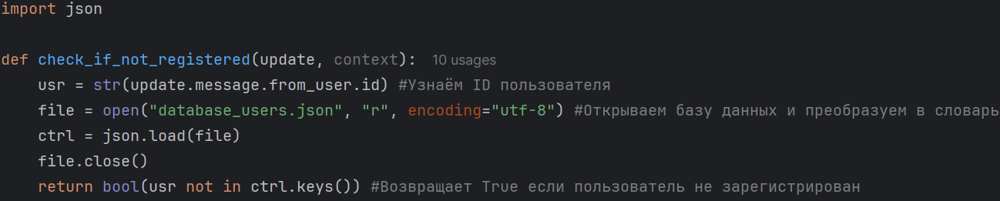 import json
def check_if_not_registered(update, context): 10 usages
usr = str(update.message.from_user.id) #Узнаём ID пользователя
file = open("database_users.json", "r", encoding="utf-8") #Открываем базу данных и преобразуем в словарь
ctrl = json.load(file)
file.close()
return bool(usr not in ctrl.keys()) #Возвращает True если пользователь не зарегистрирован